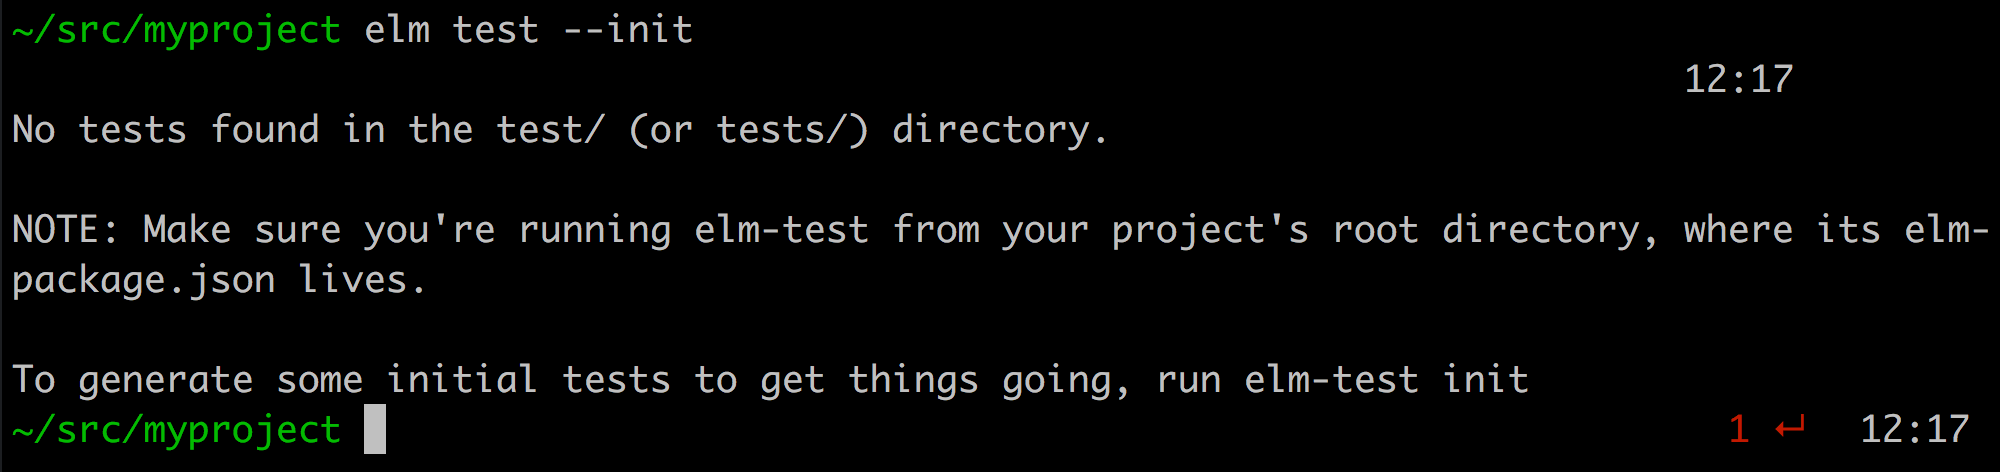 ~/src/myproject elm test --init
12:17
No tests found in the test/ (or tests/) directory.
NOTE: Make sure you're running elm-test from your project's root directory, where its elm-
package.json lives.
To generate some initial tests to get things going, run elm-test init
~/src/myproject 1 ↵ 12:17